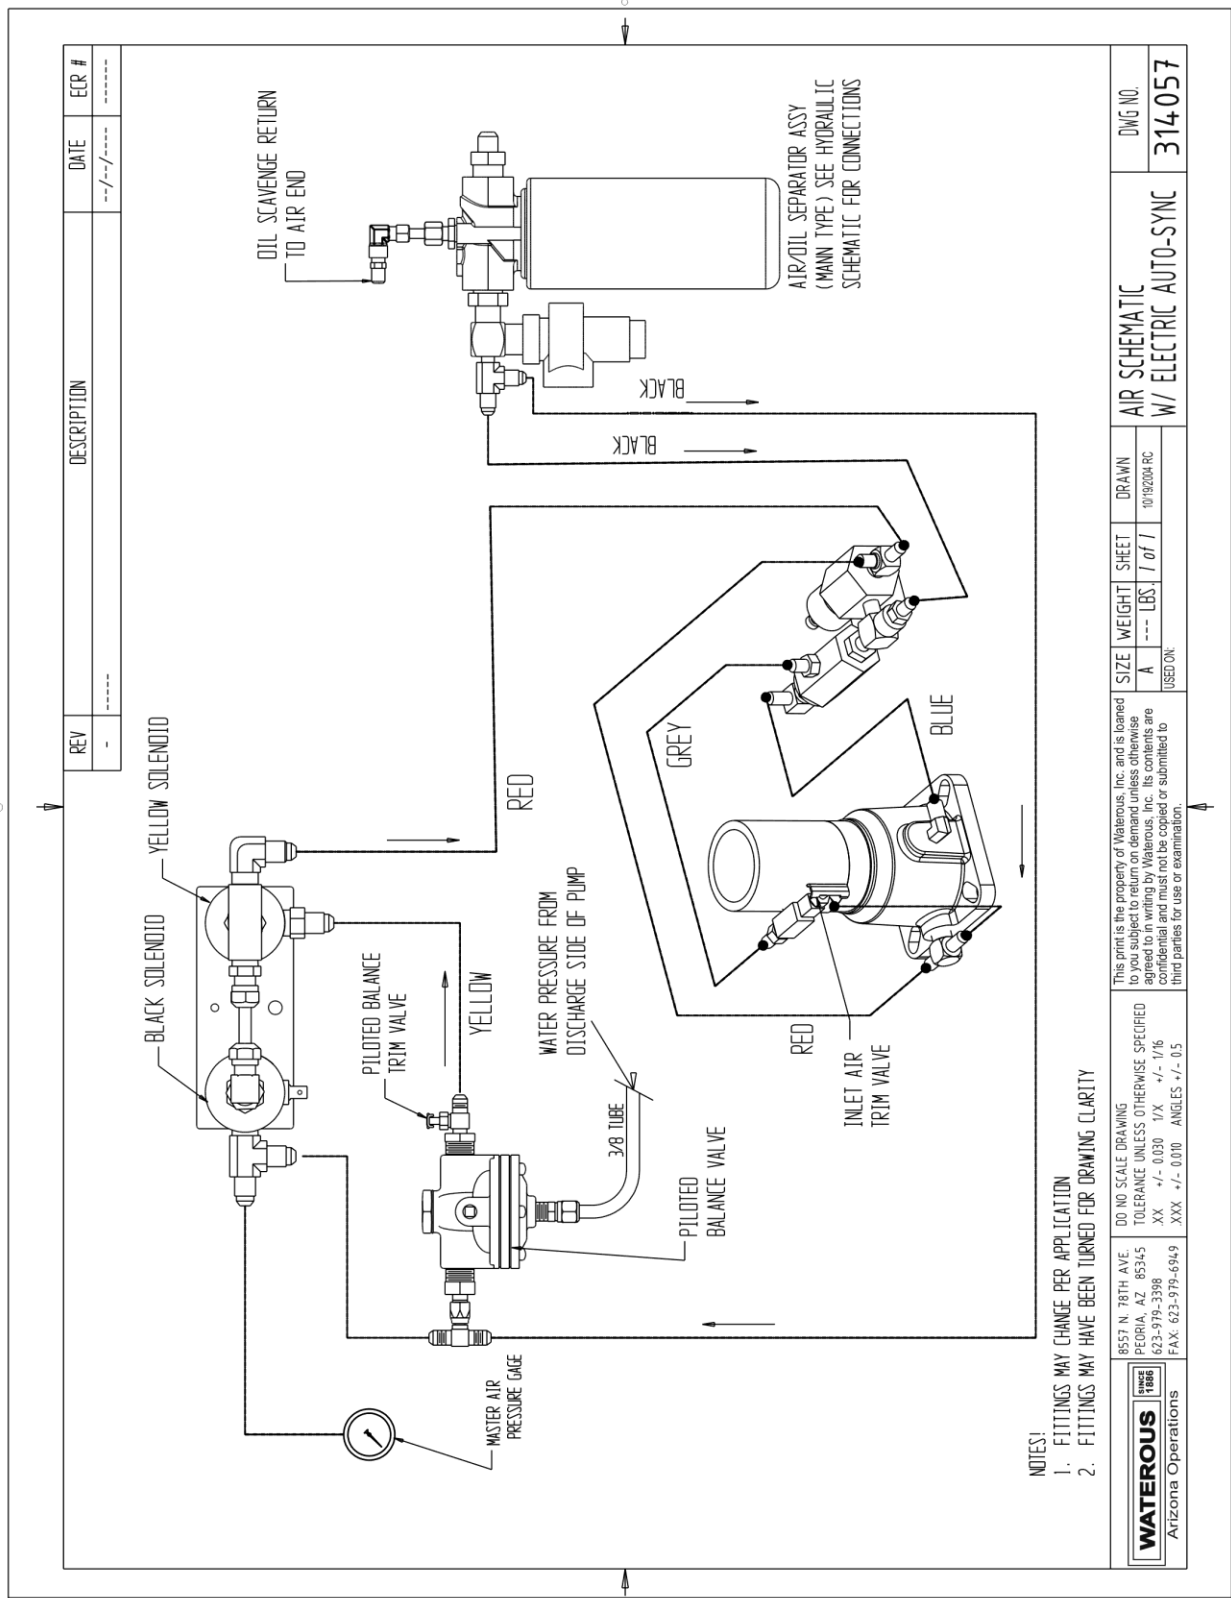 REV
DESCRIPTION
DATE
ECR #
-
------
--/--/----
------
BLACK SOLENOID
YELLOW SOLENOID
OIL SCAVENGE RETURN
TO AIR END
PILOTED BALANCE
TRIM VALVE
RED
YELLOW
MASTER AIR
PRESSURE GAGE
WATER PRESSURE FROM
DISCHARGE SIDE OF PUMP
3/8 TUBE
PILOTED
BALANCE VALVE
BLACK
BLACK
AIR/OIL SEPARATOR ASSY
(MANN TYPE) SEE HYDRAULIC
SCHEMATIC FOR CONNECTIONS
GREY
RED
BLUE
INLET AIR
TRIM VALVE
NOTES!
1. FITTINGS MAY CHANGE PER APPLICATION
2. FITTINGS MAY HAVE BEEN TURNED FOR DRAWING CLARITY
WATEROUS
SINCE
1886
Arizona Operations
8557 N. 78TH AVE.
PEORIA, AZ 85345
623-979-3398
FAX: 623-979-6949
DO NO SCALE DRAWING
TOLERANCE UNLESS OTHERWISE SPECIFIED
.XX +/- 0.030 1/X +/- 1/16
.XXX +/- 0.010 ANGLES +/- 0.5
This print is the property of Waterous, Inc. and is loaned
to you subject to return on demand unless otherwise
agreed to in writing by Waterous, Inc. Its contents are
confidential and must not be copied or submitted to
third parties for use or examination.
SIZE
WEIGHT
SHEET
DRAWN
A
--- LBS.
1 of 1
10/19/2004 RC
USED ON:
AIR SCHEMATIC
W/ ELECTRIC AUTO-SYNC
DWG NO.
314057